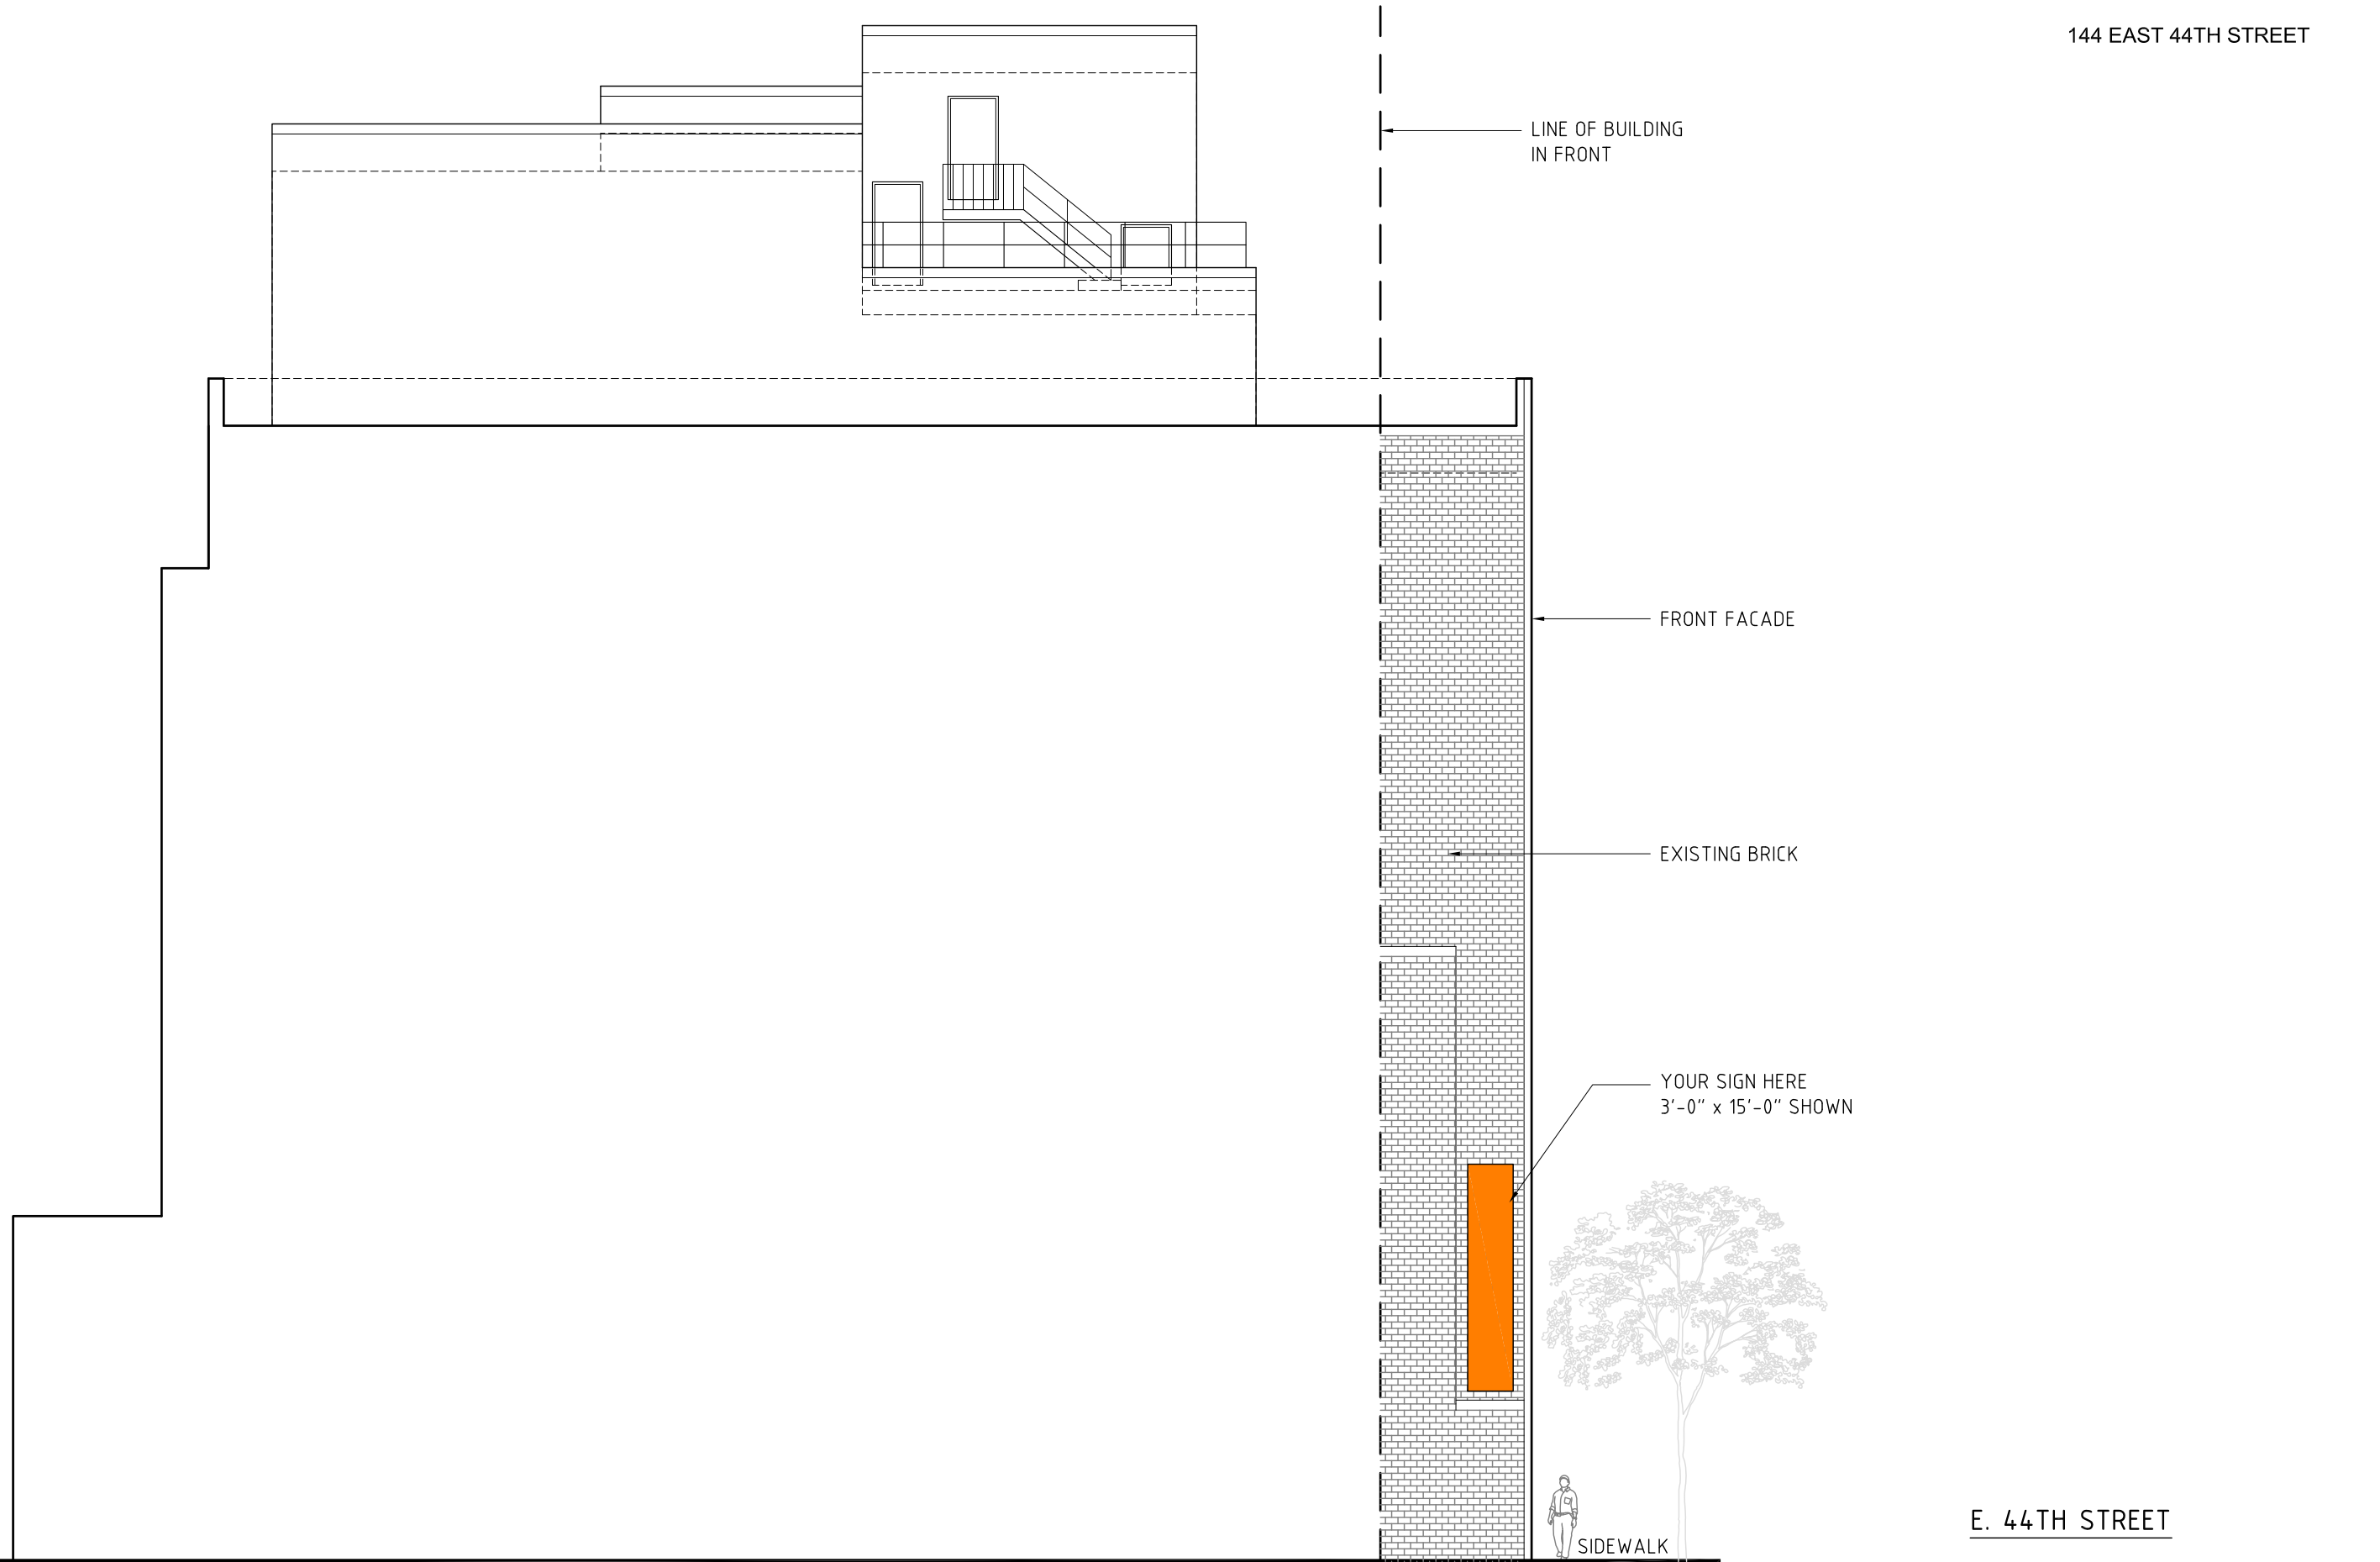 144 EAST 44TH STREET
LINE OF BUILDING
IN FRONT
FRONT FACADE
EXISTING BRICK
YOUR SIGN HERE
3'-0" x 15'-0" SHOWN
E. 44TH STREET
SIDEWALK